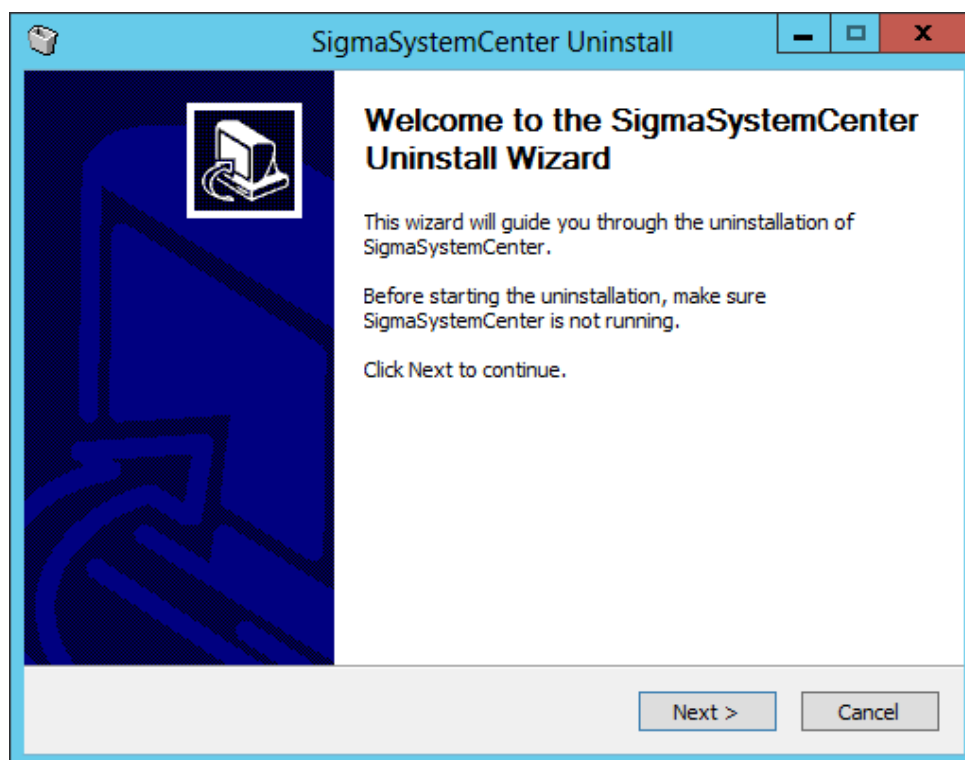 SigmaSystemCenter Uninstall
Welcome to the SigmaSystemCenter
Uninstall Wizard
This wizard will guide you through the uninstallation of
SigmaSystemCenter.
Before starting the uninstallation, make sure
SigmaSystemCenter is not running.
Click Next to continue.
Next >
Cancel